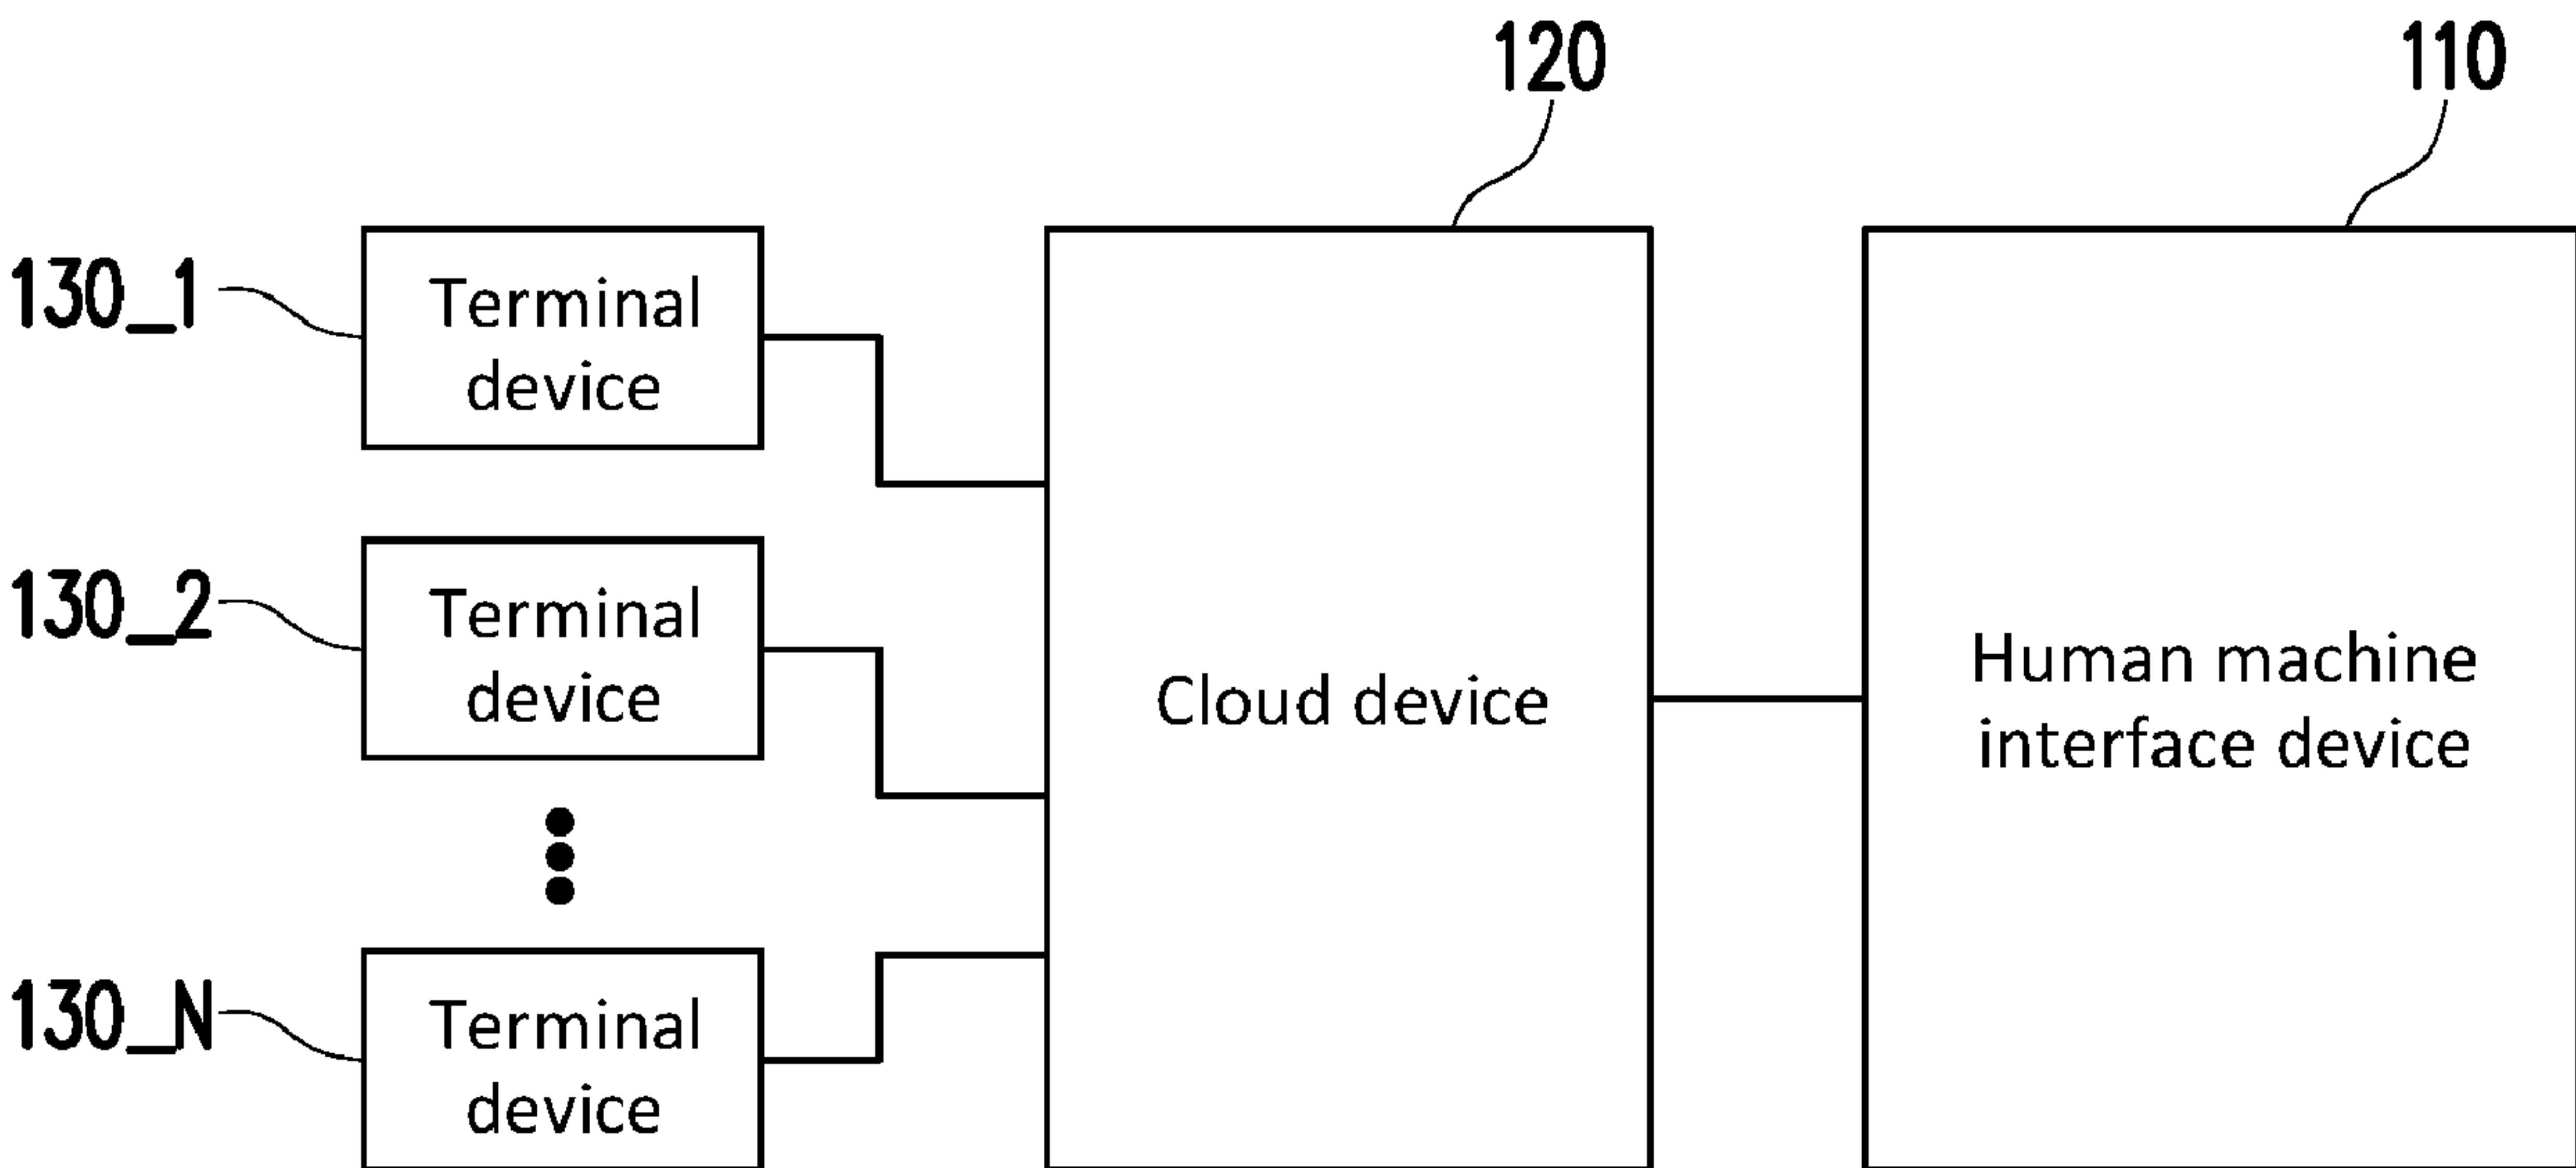 120
110
130_1
Terminal
device
130_2
Terminal
device
Cloud device
Human machine
interface device
130_N
Terminal
device